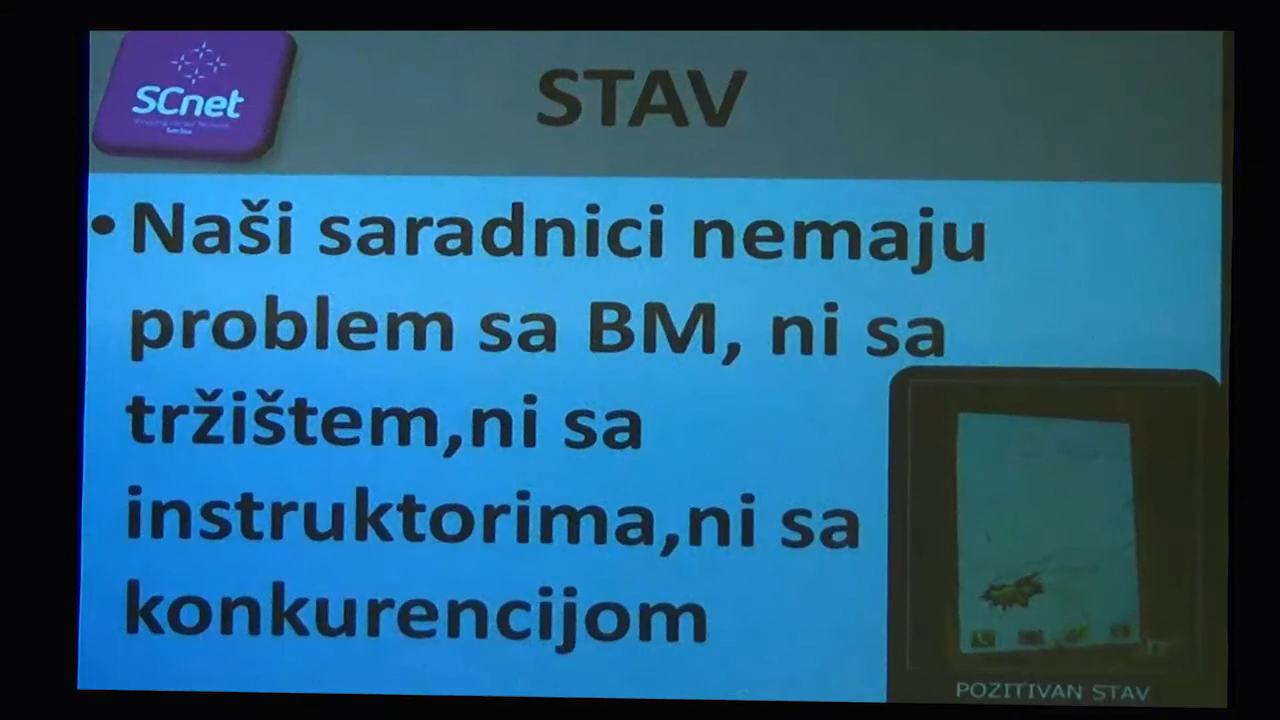 SCnet
STAV
• Naši saradnici nemaju
problem sa BM, ni sa
tržištem,ni sa
instruktorima,ni sa
konkurencijom
POZITIVAN STAV